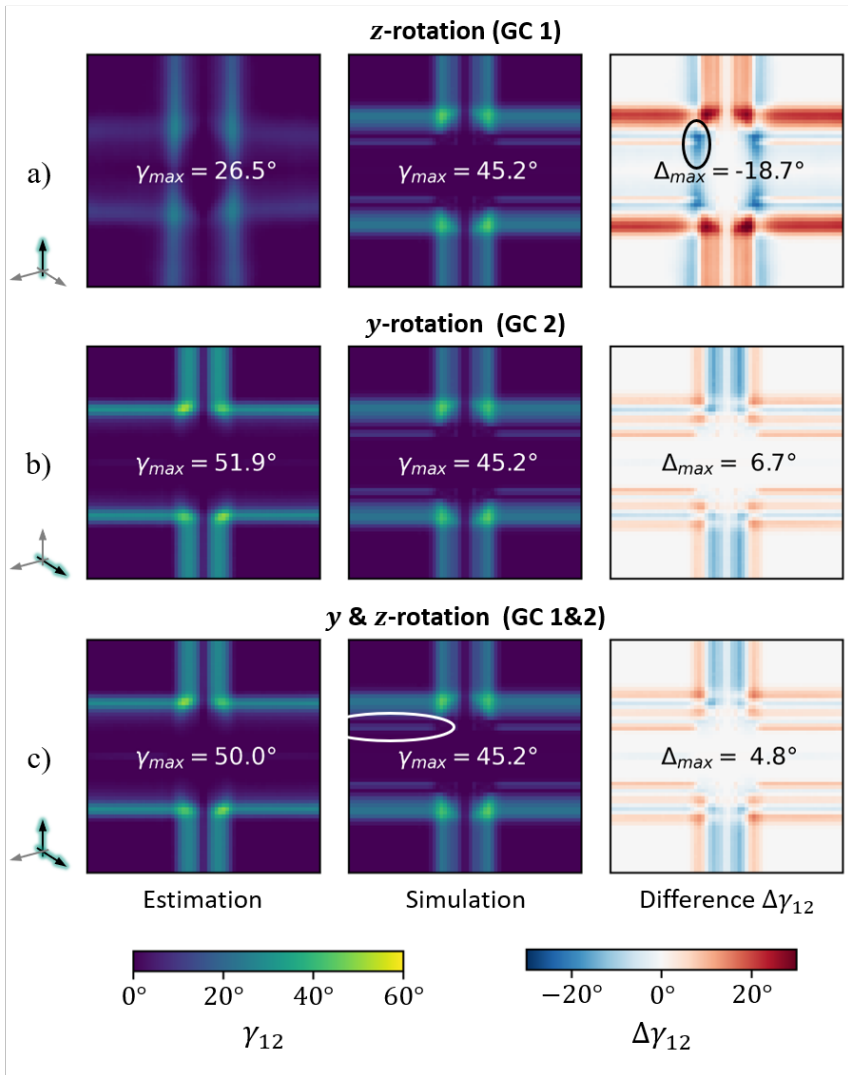 z-rotation (GC 1)
a)
γmax = 26.5°
γmax = 45.2°
Δmax = -18.7°
y-rotation (GC 2)
b)
γmax = 51.9°
γmax = 45.2°
Δmax = 6.7°
y & z-rotation (GC 1&2)
c)
γmax = 50.0°
γmax = 45.2°
Δmax = 4.8°
Estimation
Simulation
Difference Δγ₁₂
0° 20° 40° 60°
γ₁₂
−20° 0° 20°
Δγ₁₂